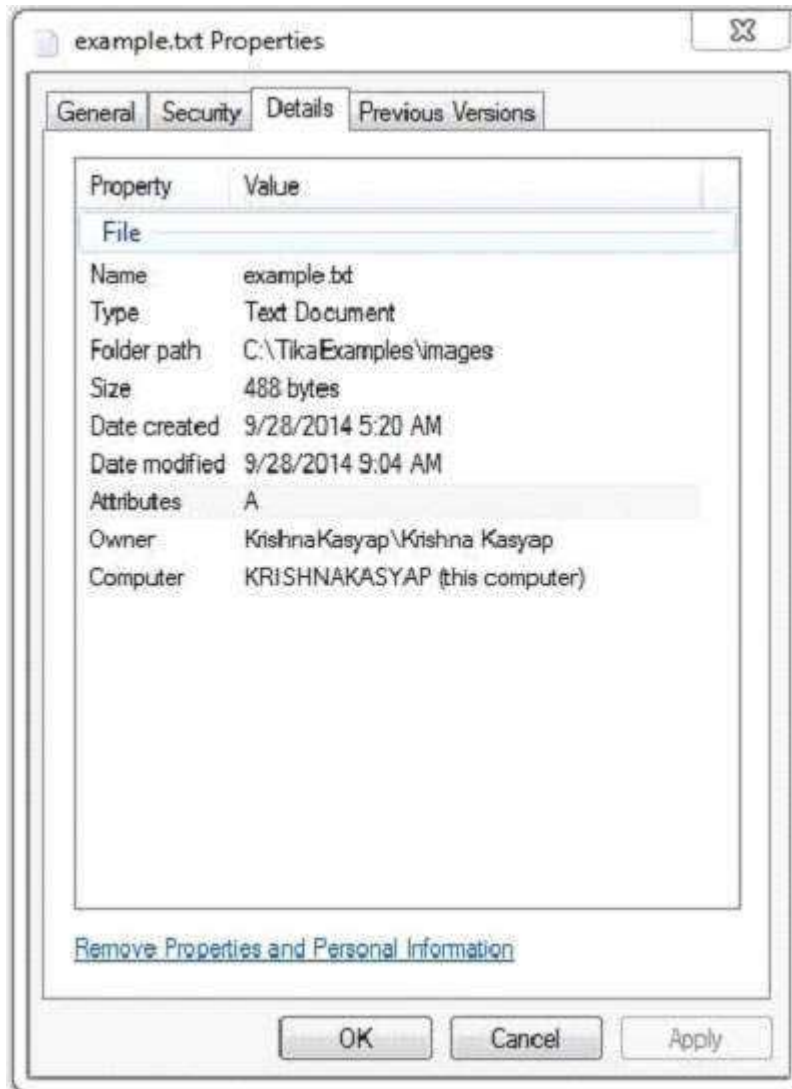 example.txt Properties
General Security Details Previous Versions
Property Value
File
Name example.txt
Type Text Document
Folder path C:\TikaExamples\images
Size 488 bytes
Date created 9/28/2014 5:20 AM
Date modified 9/28/2014 9:04 AM
Attributes A
Owner KrishnaKasyap\Krishna Kasyap
Computer KRISHNAKASYAP (this computer)
Remove Properties and Personal Information
OK Cancel Apply